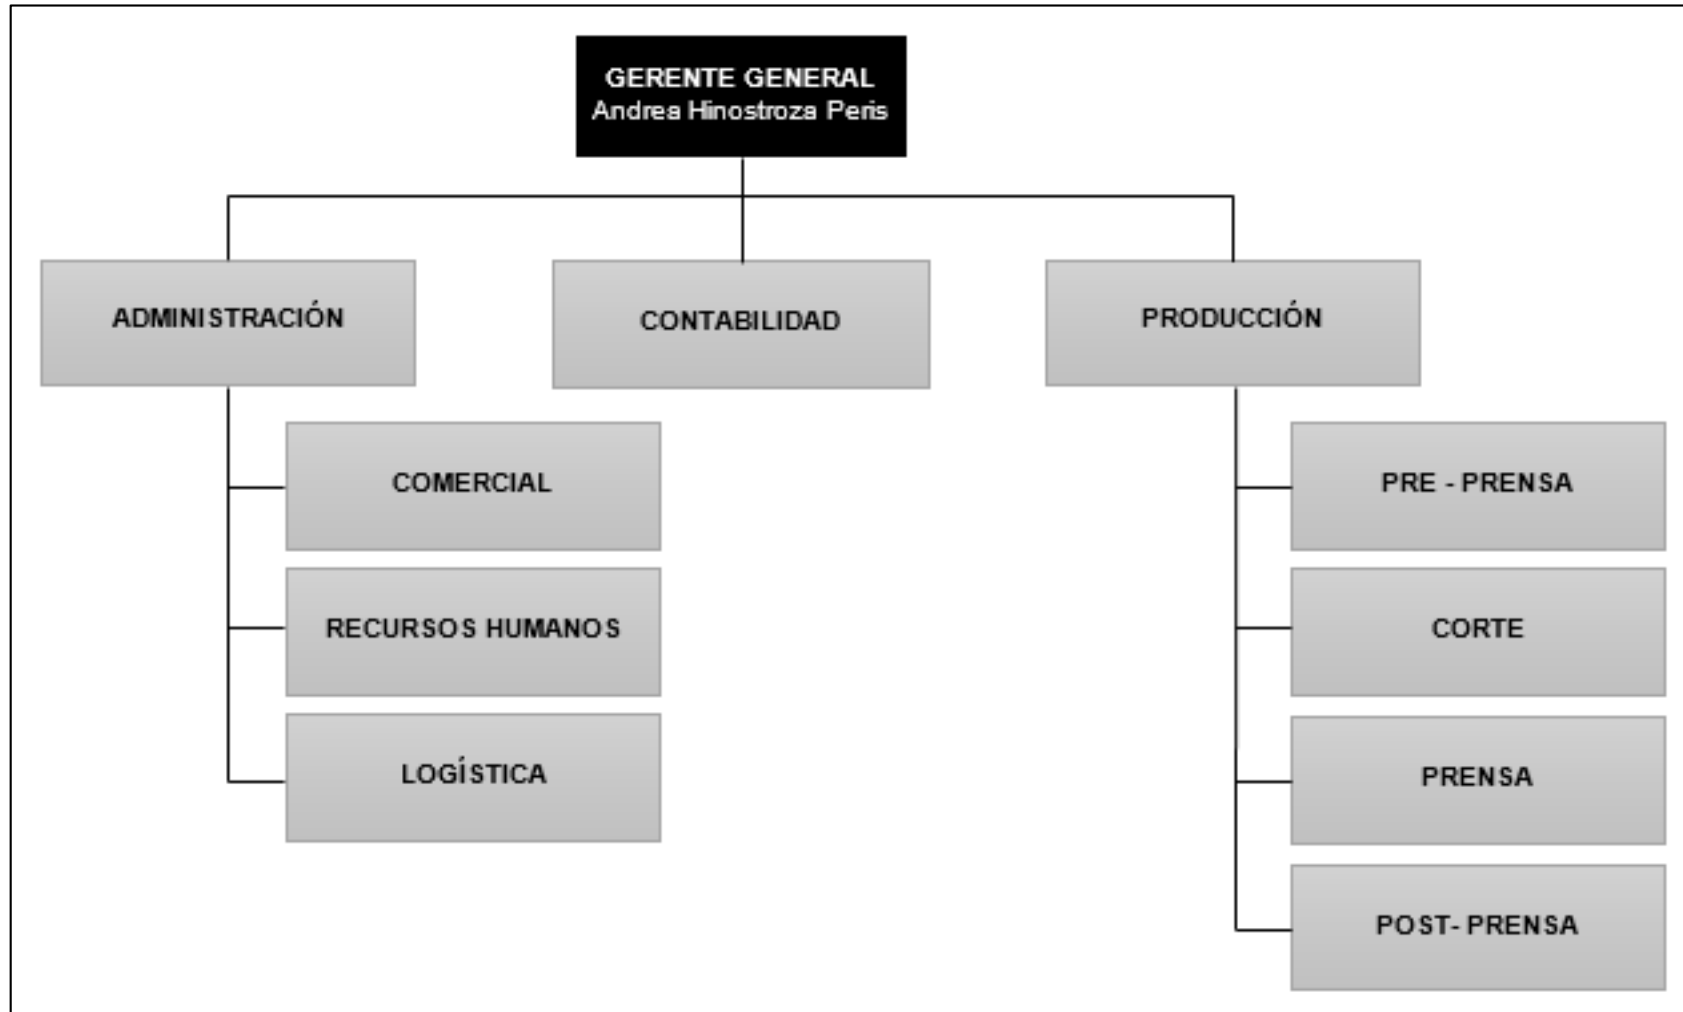 GERENTE GENERAL
Andrea Hinostroza Peris
ADMINISTRACIÓN
CONTABILIDAD
PRODUCCIÓN
COMERCIAL
RECURSOS HUMANOS
LOGÍSTICA
PRE - PRENSA
CORTE
PRENSA
POST- PRENSA